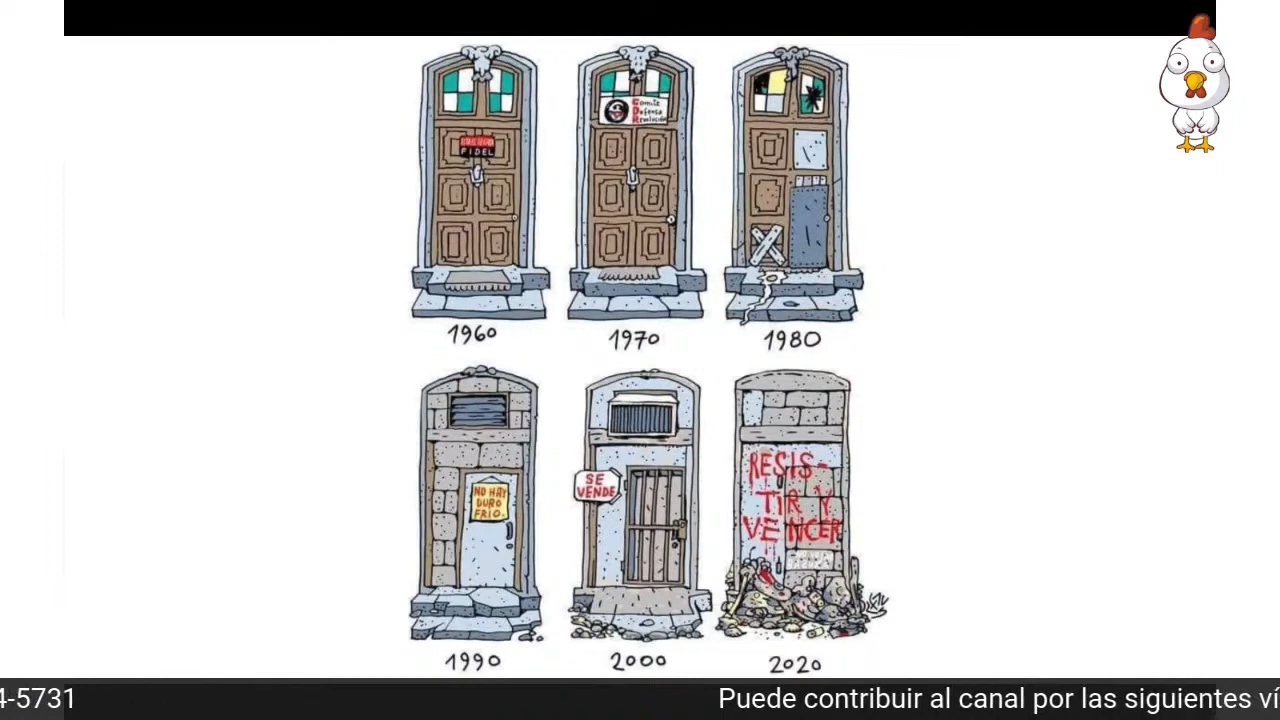 FIDEL
Comité
Defensa
Revolución
1960
1970
1980
NO HAY
DURO
FRIO.
SE
VENDE
RESIS-
TIR Y
VENCER
1990
2000
2020
4-5731
Puede contribuir al canal por las siguientes ví